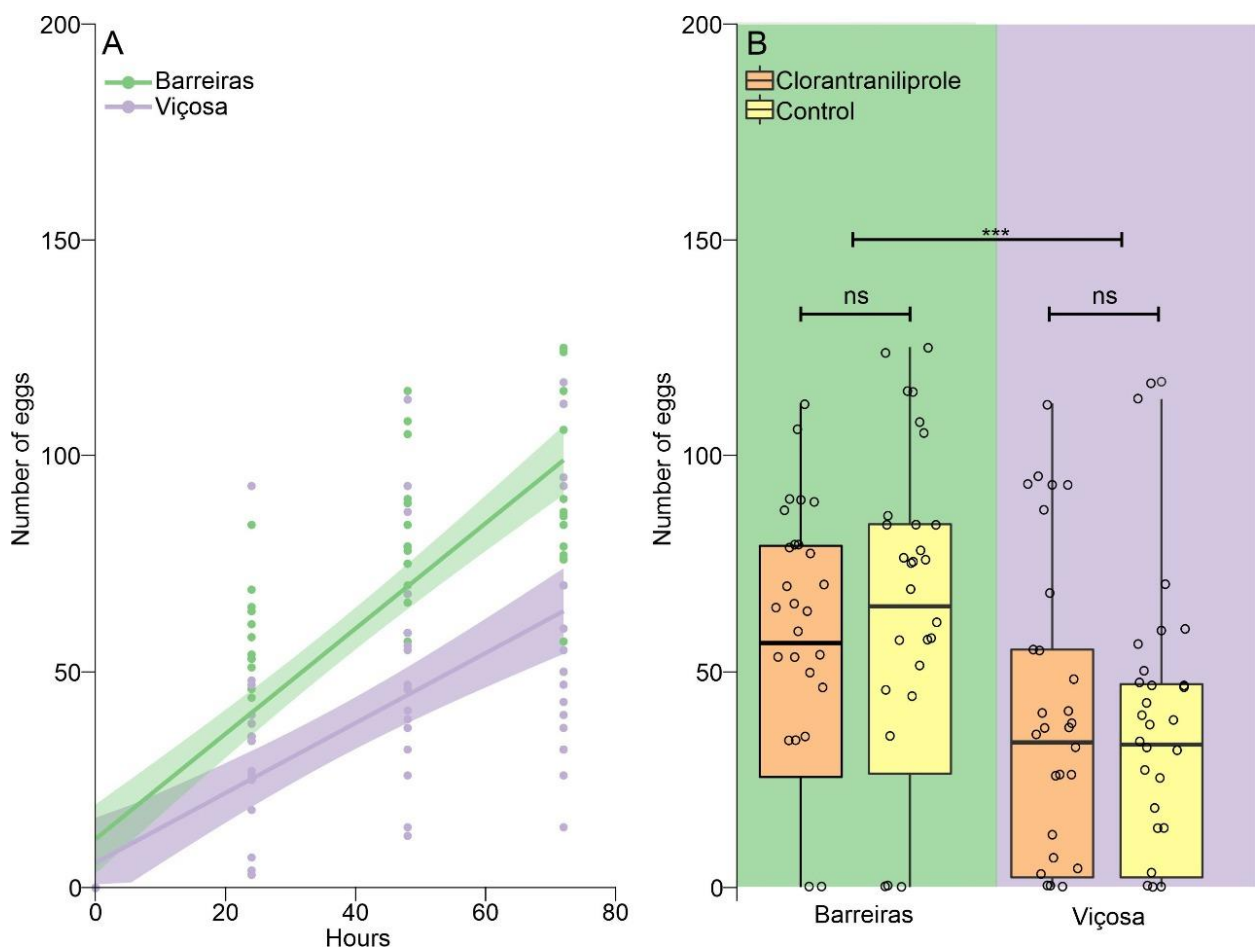 A
Barreiras
Viçosa
200
150
100
50
0
Number of eggs
0 20 40 60 80
Hours
B
Clorantraniliprole
Control
200
150
100
50
0
Number of eggs
***
ns
ns
Barreiras
Viçosa